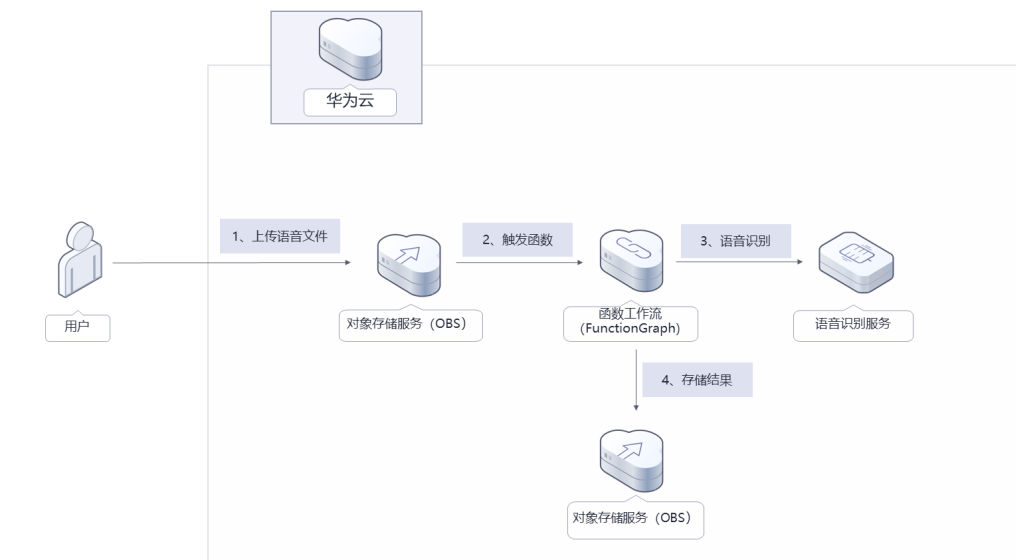 华为云
1、上传语音文件
2、触发函数
3、语音识别
用户
对象存储服务（OBS）
函数工作流
（FunctionGraph）
语音识别服务
4、存储结果
对象存储服务（OBS）